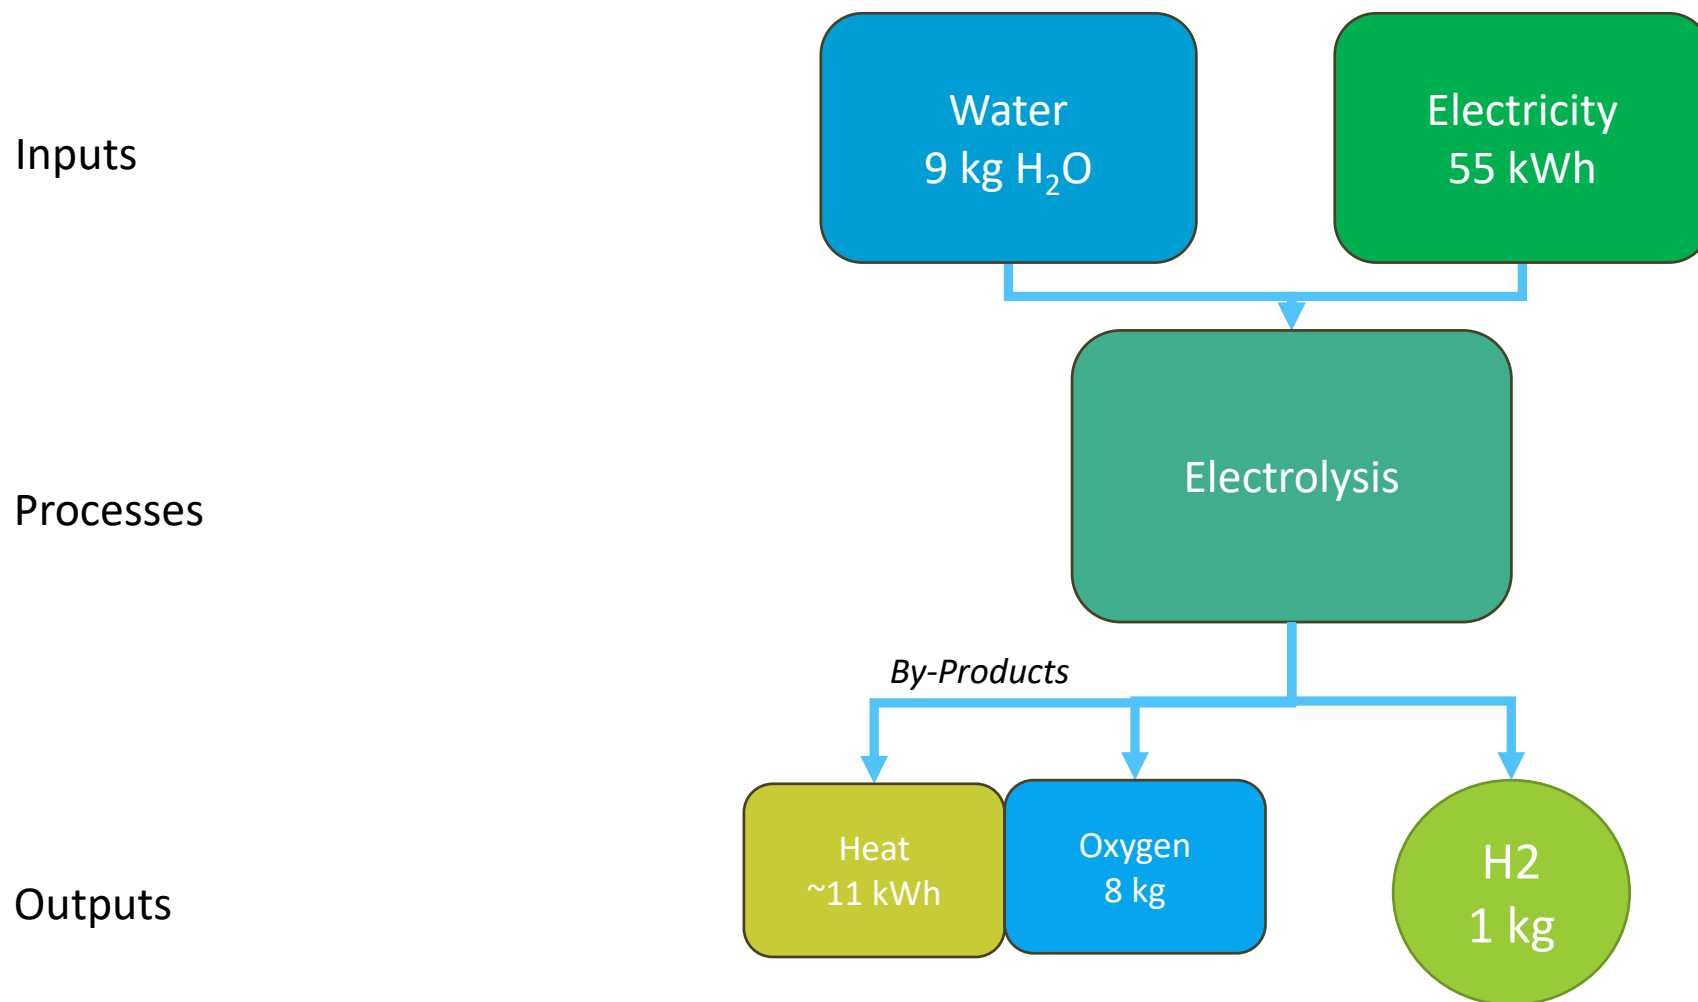 Inputs
Water
9 kg H₂O
Electricity
55 kWh
Processes
Electrolysis
By-Products
Outputs
Heat
~11 kWh
Oxygen
8 kg
H2
1 kg